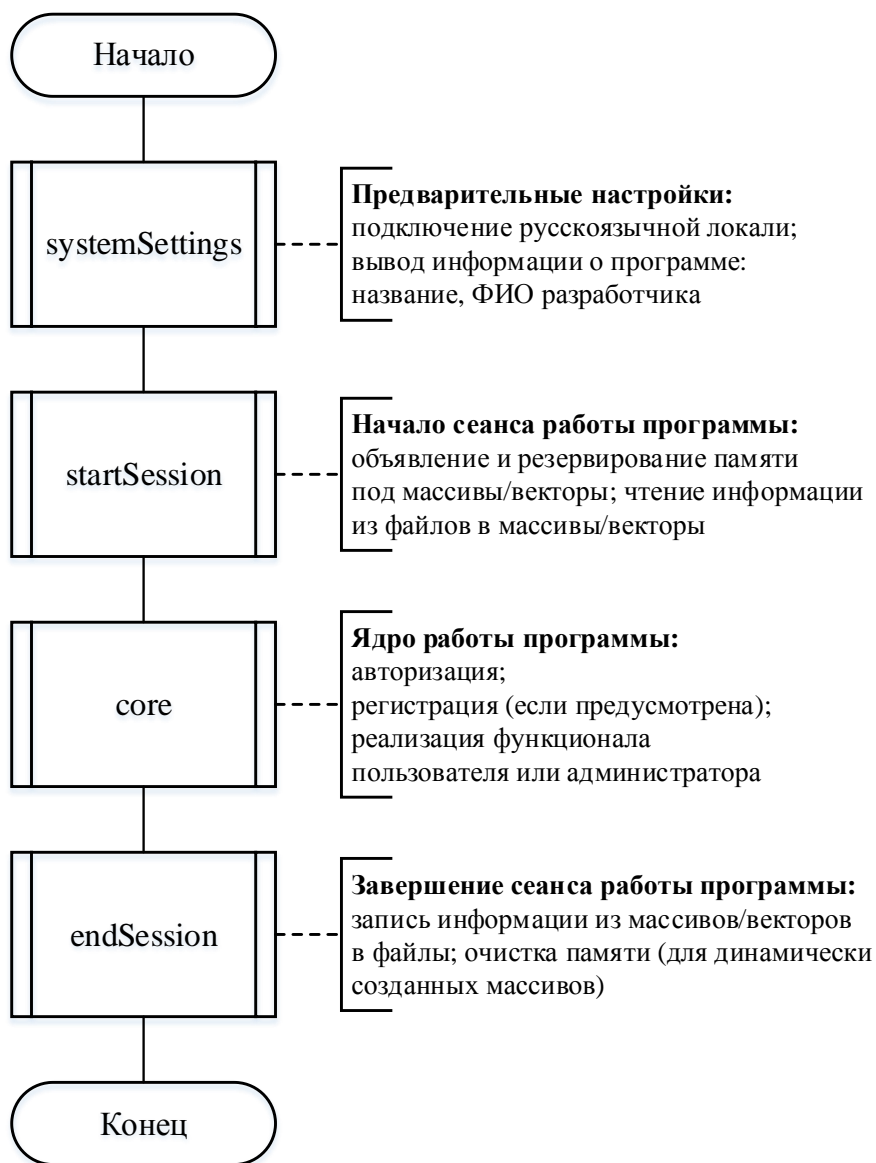 Начало
systemSettings
Предварительные настройки:
подключение русскоязычной локали;
вывод информации о программе:
название, ФИО разработчика
startSession
Начало сеанса работы программы:
объявление и резервирование памяти
под массивы/векторы; чтение информации
из файлов в массивы/векторы
core
Ядро работы программы:
авторизация;
регистрация (если предусмотрена);
реализация функционала
пользователя или администратора
endSession
Завершение сеанса работы программы:
запись информации из массивов/векторов
в файлы; очистка памяти (для динамически
созданных массивов)
Конец